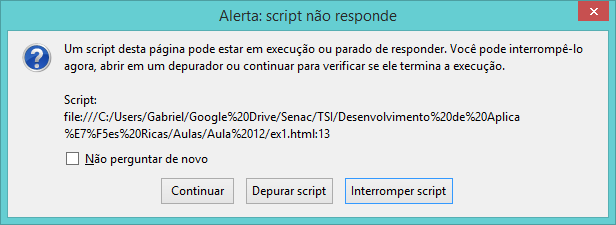 Alerta: script não responde
Um script desta página pode estar em execução ou parado de responder. Você pode interrompê-lo
agora, abrir em um depurador ou continuar para verificar se ele termina a execução.
Script:
file:///C:/Users/Gabriel/Google%20Drive/Senac/TSI/Desenvolvimento%20de%20Aplica
%E7%F5es%20Ricas/Aulas/Aula%2012/ex1.html:13
Não perguntar de novo
Continuar
Depurar script
Interromper script